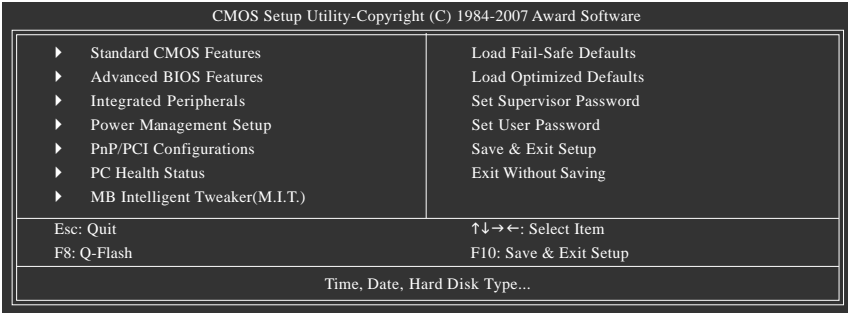 CMOS Setup Utility-Copyright (C) 1984-2007 Award Software
Standard CMOS Features
Advanced BIOS Features
Integrated Peripherals
Power Management Setup
PnP/PCI Configurations
PC Health Status
MB Intelligent Tweaker(M.I.T.)
Load Fail-Safe Defaults
Load Optimized Defaults
Set Supervisor Password
Set User Password
Save & Exit Setup
Exit Without Saving
Esc: Quit
↑↓→←: Select Item
F8: Q-Flash
F10: Save & Exit Setup
Time, Date, Hard Disk Type...